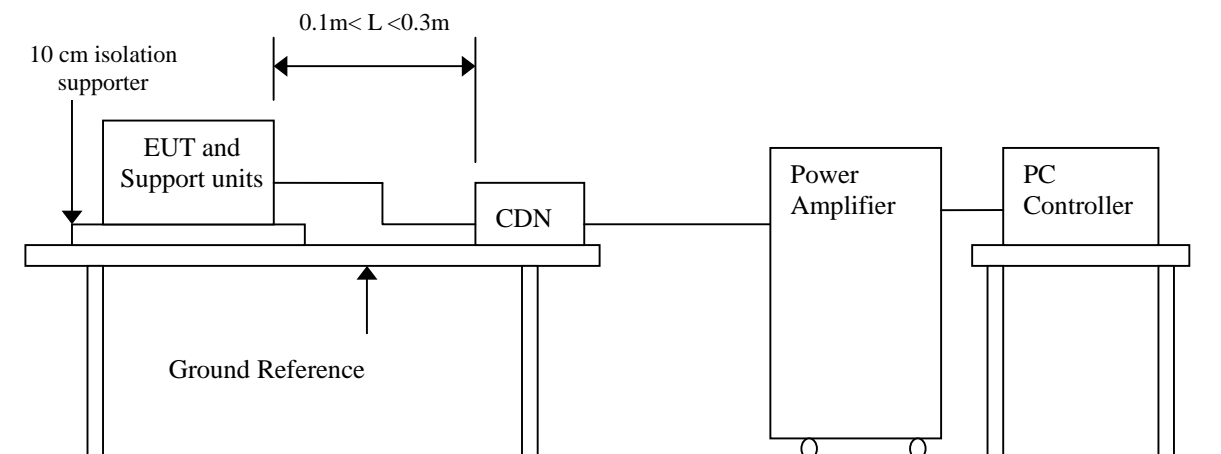 0.1m< L <0.3m
10 cm isolation
supporter
EUT and
Support units
CDN
Power
Amplifier
PC
Controller
Ground Reference